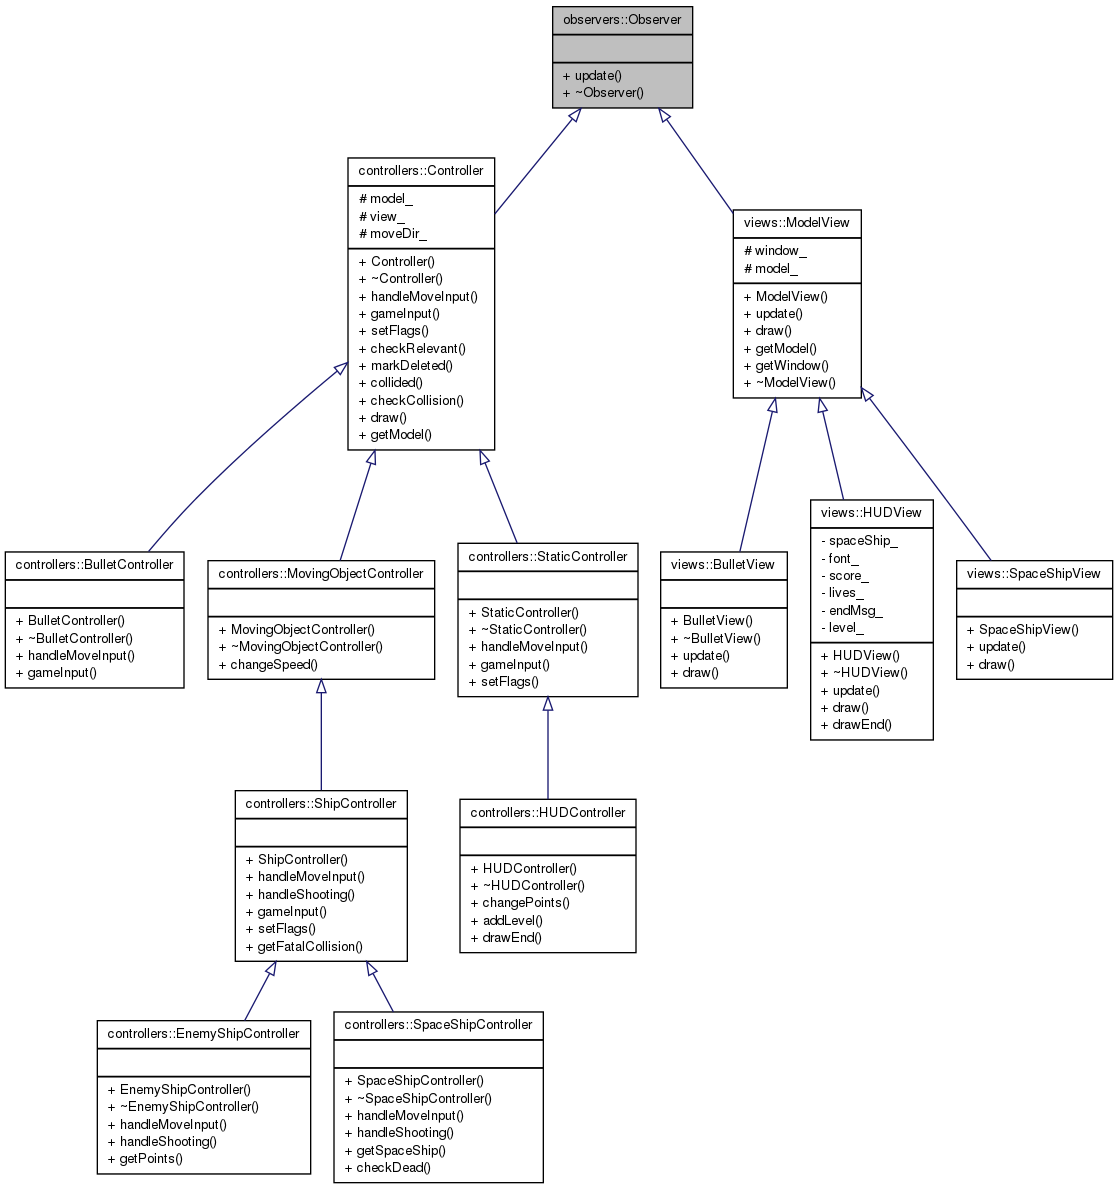 observers::Observer
+ update()
+ ~Observer()
controllers::Controller
# model_
# view_
# moveDir_
+ Controller()
+ ~Controller()
+ handleMoveInput()
+ gameInput()
+ setFlags()
+ checkRelevant()
+ markDeleted()
+ collided()
+ checkCollision()
+ draw()
+ getModel()
views::ModelView
# window_
# model_
+ ModelView()
+ update()
+ draw()
+ getModel()
+ getWindow()
+ ~ModelView()
controllers::BulletController
+ BulletController()
+ ~BulletController()
+ handleMoveInput()
+ gameInput()
controllers::MovingObjectController
+ MovingObjectController()
+ ~MovingObjectController()
+ changeSpeed()
controllers::StaticController
+ StaticController()
+ ~StaticController()
+ handleMoveInput()
+ gameInput()
+ setFlags()
views::BulletView
+ BulletView()
+ ~BulletView()
+ update()
+ draw()
views::HUDView
- spaceShip_
- font_
- score_
- lives_
- endMsg_
- level_
+ HUDView()
+ ~HUDView()
+ update()
+ draw()
+ drawEnd()
views::SpaceShipView
+ SpaceShipView()
+ update()
+ draw()
controllers::ShipController
+ ShipController()
+ handleMoveInput()
+ handleShooting()
+ gameInput()
+ setFlags()
+ getFatalCollision()
controllers::HUDController
+ HUDController()
+ ~HUDController()
+ changePoints()
+ addLevel()
+ drawEnd()
controllers::EnemyShipController
+ EnemyShipController()
+ ~EnemyShipController()
+ handleMoveInput()
+ handleShooting()
+ getPoints()
controllers::SpaceShipController
+ SpaceShipController()
+ ~SpaceShipController()
+ handleMoveInput()
+ handleShooting()
+ getSpaceShip()
+ checkDead()